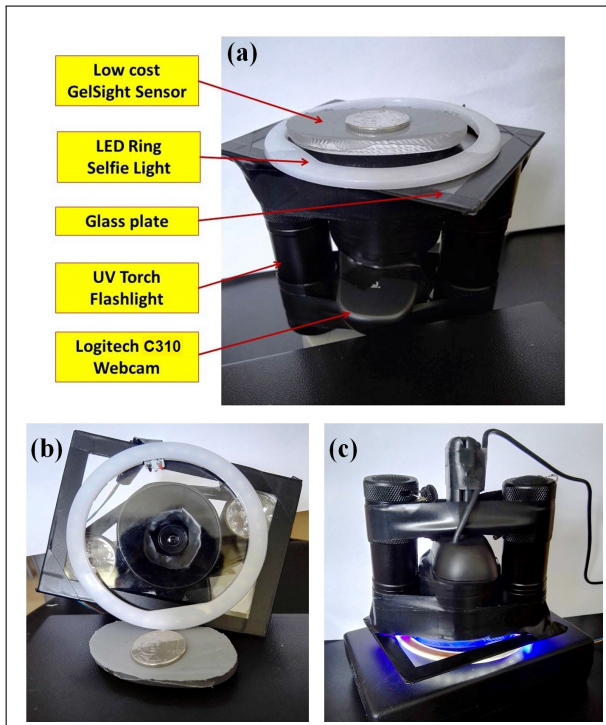 (a)
Low cost
GelSight Sensor
LED Ring
Selfie Light
Glass plate
UV Torch
Flashlight
Logitech C310
Webcam
(b)
(c)